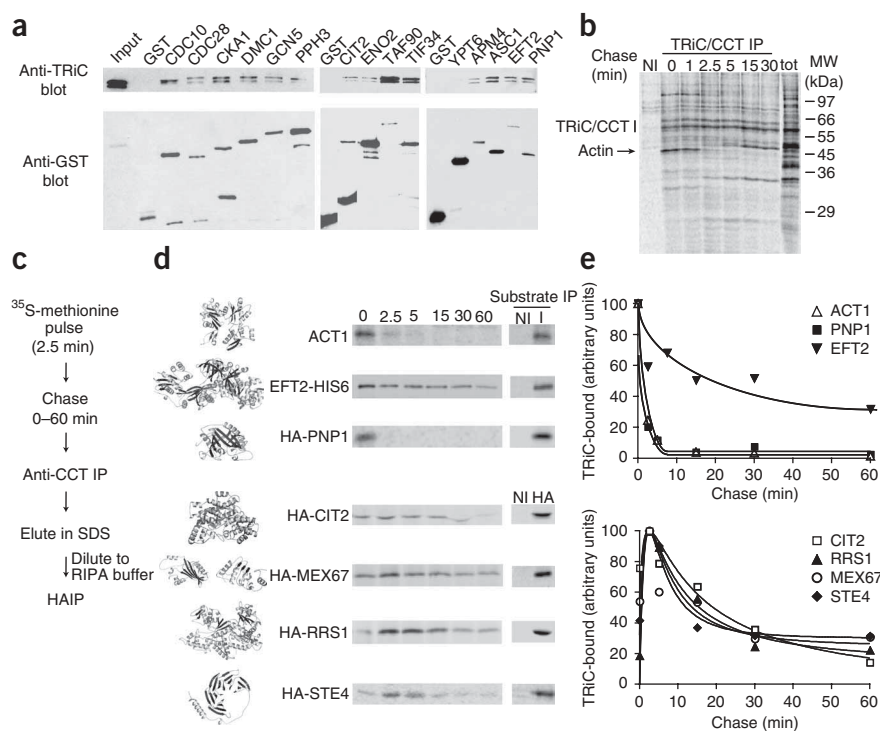 a
Input
GST
CDC10
CDC28
CKA1
DMC1
GCN5
PPH3
GST
CIT2
ENO2
TAF90
TIF34
GST
YPT6
APM4
ASC1
EFT2
PNP1
Anti-TRiC
blot
Anti-GST
blot
b
TRiC/CCT IP
Chase
(min)
NI 0 1 2.5 5 15 30 tot
MW
(kDa)
97
66
55
45
36
29
TRiC/CCT I
Actin
c
35S-methionine
pulse
(2.5 min)
Chase
0–60 min
Anti-CCT IP
Elute in SDS
Dilute to
RIPA buffer
HAIP
d
0 2.5 5 15 30 60
Substrate IP
NI I
ACT1
EFT2-HIS6
HA-PNP1
NI HA
HA-CIT2
HA-MEX67
HA-RRS1
HA-STE4
e
TRiC-bound (arbitrary units)
100
80
60
40
20
0
0 10 20 30 40 50 60
Chase (min)
ACT1
PNP1
EFT2
TRiC-bound (arbitrary units)
100
80
60
40
20
0
0 10 20 30 40 50 60
Chase (min)
CIT2
RRS1
MEX67
STE4